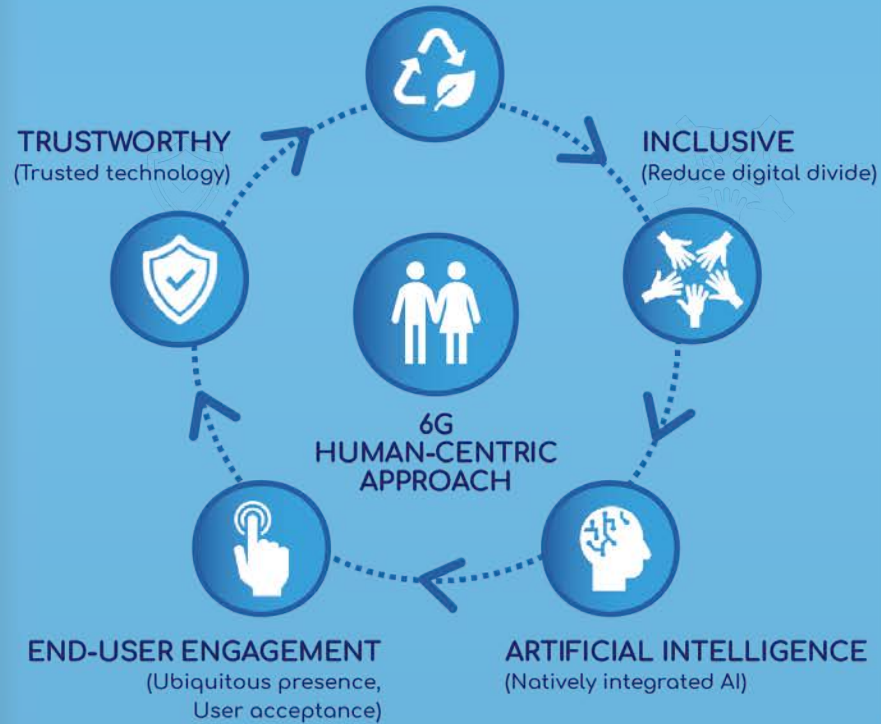 TRUSTWORTHY
(Trusted technology)
INCLUSIVE
(Reduce digital divide)
6G
HUMAN-CENTRIC
APPROACH
END-USER ENGAGEMENT
(Ubiquitous presence,
User acceptance)
ARTIFICIAL INTELLIGENCE
(Natively integrated AI)